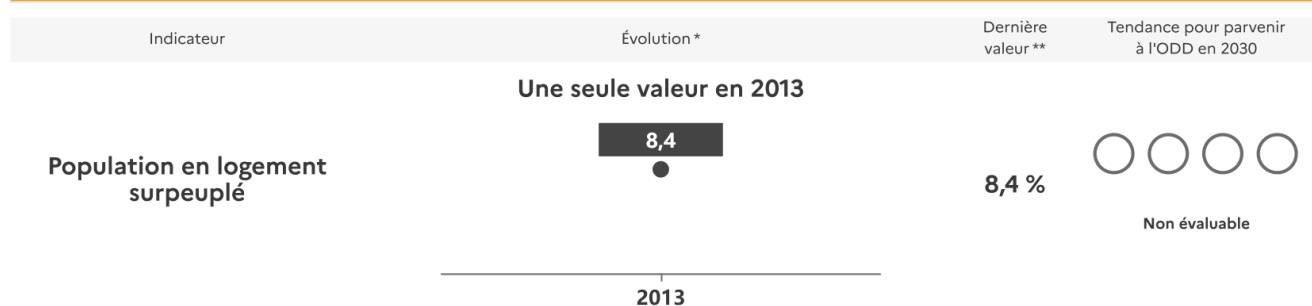 Indicateur
Évolution *
Dernière
valeur **
Tendance pour parvenir
à l'ODD en 2030
Une seule valeur en 2013
8,4
Population en logement
surpeuplé
8,4 %
Non évaluable
2013